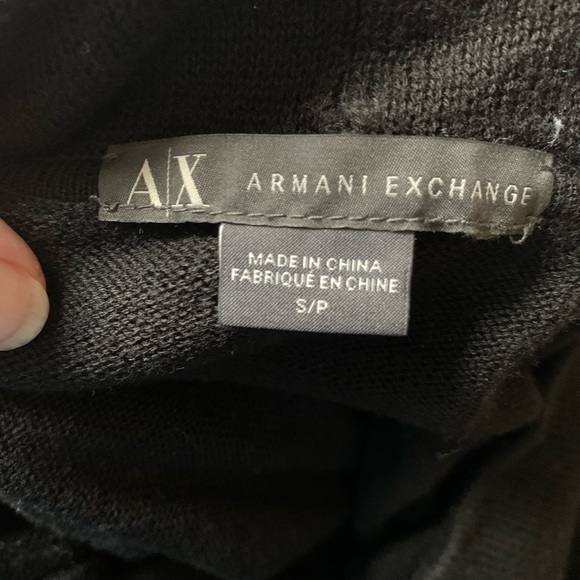 A|X ARMANI EXCHANGE
MADE IN CHINA
FABRIQUÉ EN CHINE
S/P